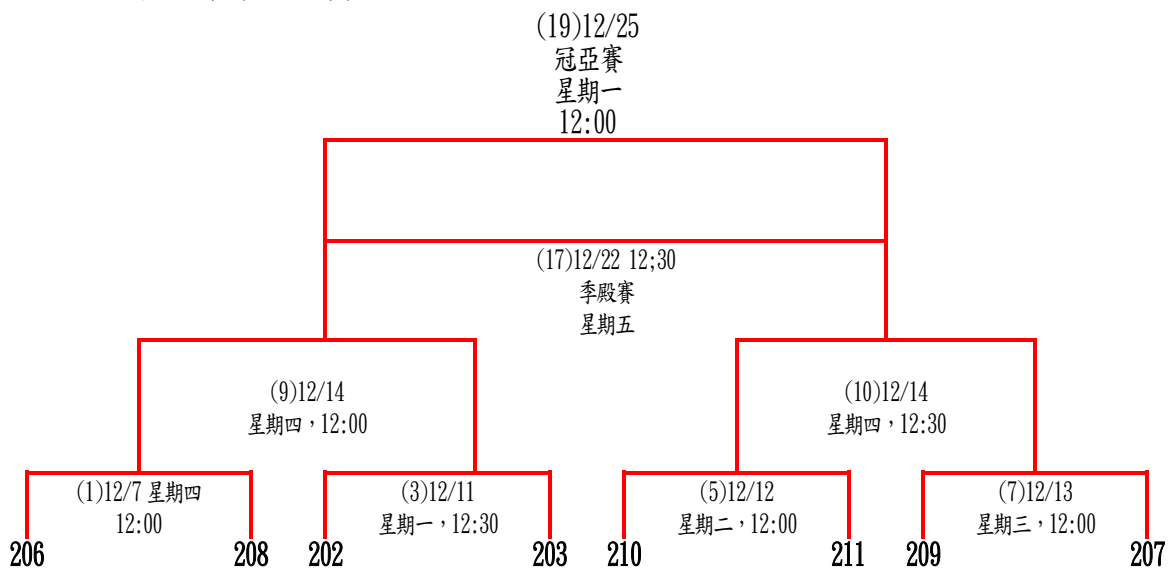 (19)12/25
冠亞賽
星期一
12:00
(17)12/22 12;30
季殿賽
星期五
(9)12/14
星期四，12:00
(10)12/14
星期四，12:30
(1)12/7 星期四
12:00
(3)12/11
星期一，12:30
(5)12/12
星期二，12:00
(7)12/13
星期三，12:00
206 208 202 203 210 211 209 207